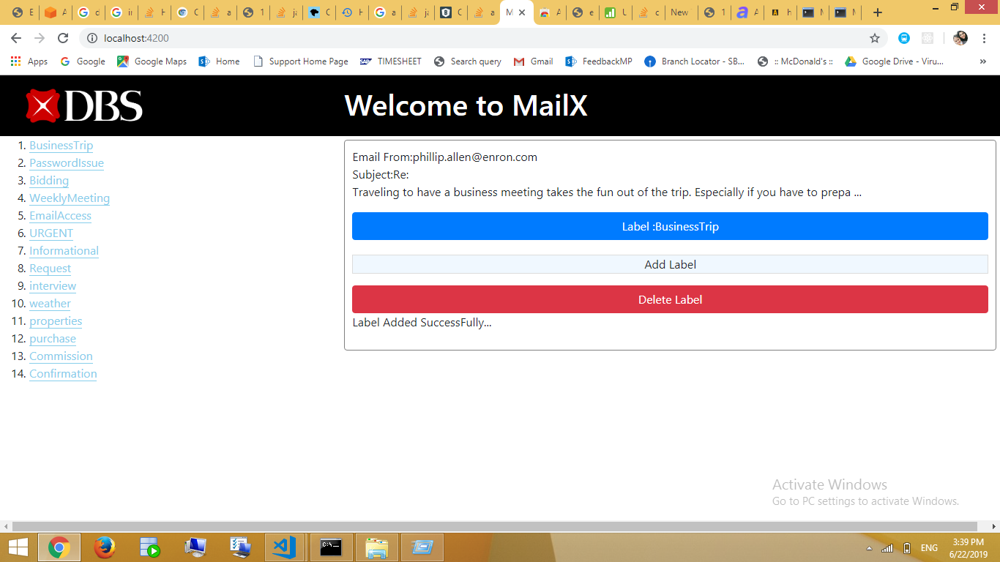 localhost:4200
Apps
Google
Google Maps
Home
Support Home Page
TIMESHEET
Search query
Gmail
FeedbackMP
Branch Locator - SB...
:: McDonald's ::
Google Drive - Viru...
»
DBS
Welcome to MailX
1. BusinessTrip
2. PasswordIssue
3. Bidding
4. WeeklyMeeting
5. EmailAccess
6. URGENT
7. Informational
8. Request
9. interview
10. weather
11. properties
12. purchase
13. Commission
14. Confirmation
Email From:phillip.allen@enron.com
Subject:Re:
Traveling to have a business meeting takes the fun out of the trip. Especially if you have to prepa ...
Label :BusinessTrip
Add Label
Delete Label
Label Added SuccessFully...
Activate Windows
Go to PC settings to activate Windows.
ENG
3:39 PM
6/22/2019